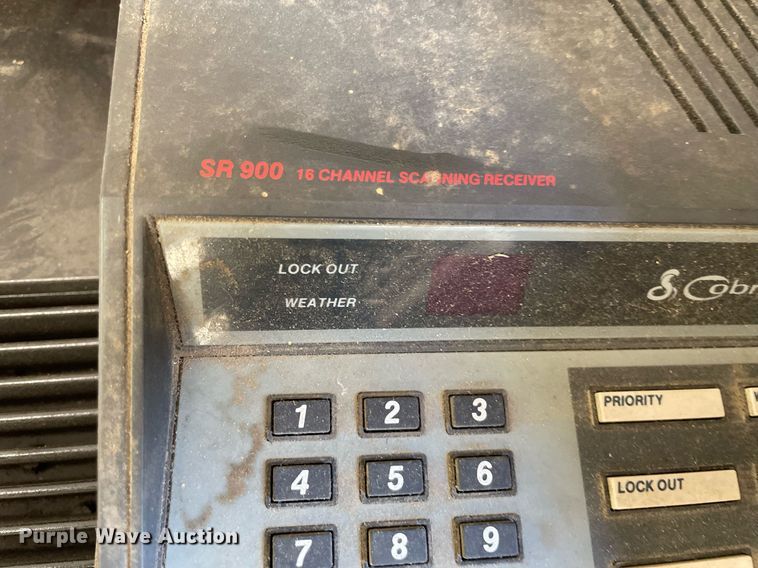 SR 900 16 CHANNEL SCANNING RECEIVER
LOCK OUT
WEATHER
1 2 3
PRIORITY
4 5 6
LOCK OUT
7 8 9
Purple Wave Auction